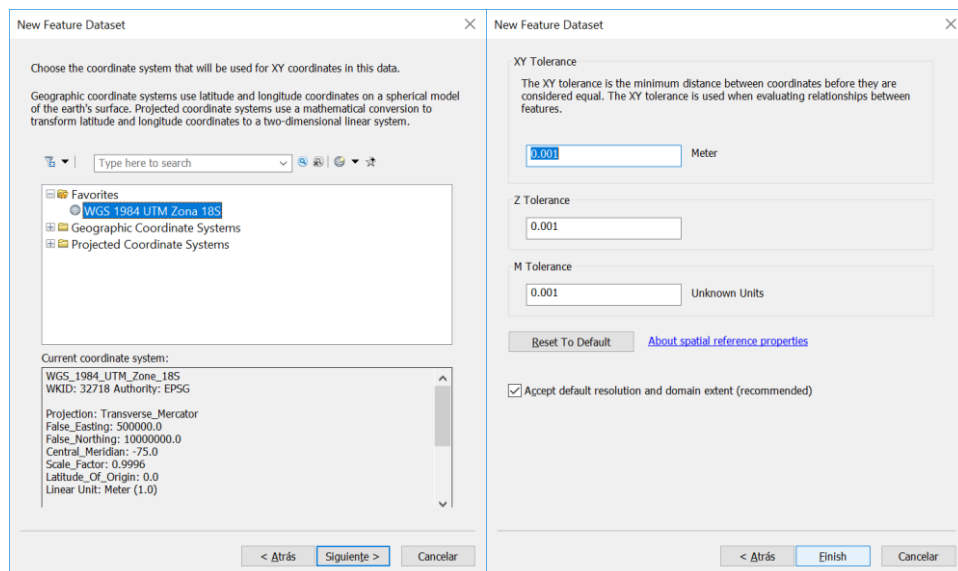 New Feature Dataset
Choose the coordinate system that will be used for XY coordinates in this data.
Geographic coordinate systems use latitude and longitude coordinates on a spherical model
of the earth's surface. Projected coordinate systems use a mathematical conversion to
transform latitude and longitude coordinates to a two-dimensional linear system.
Type here to search
Favorites
WGS 1984 UTM Zona 18S
Geographic Coordinate Systems
Projected Coordinate Systems
Current coordinate system:
WGS_1984_UTM_Zone_18S
WKID: 32718 Authority: EPSG
Projection: Transverse_Mercator
False_Easting: 500000.0
False_Northing: 10000000.0
Central_Meridian: -75.0
Scale_Factor: 0.9996
Latitude_Of_Origin: 0.0
Linear Unit: Meter (1.0)
< Atrás
Siguiente >
Cancelar
New Feature Dataset
XY Tolerance
The XY tolerance is the minimum distance between coordinates before they are
considered equal. The XY tolerance is used when evaluating relationships between
features.
0.001 Meter
Z Tolerance
0.001
M Tolerance
0.001 Unknown Units
Reset To Default
About spatial reference properties
Accept default resolution and domain extent (recommended)
< Atrás
Finish
Cancelar